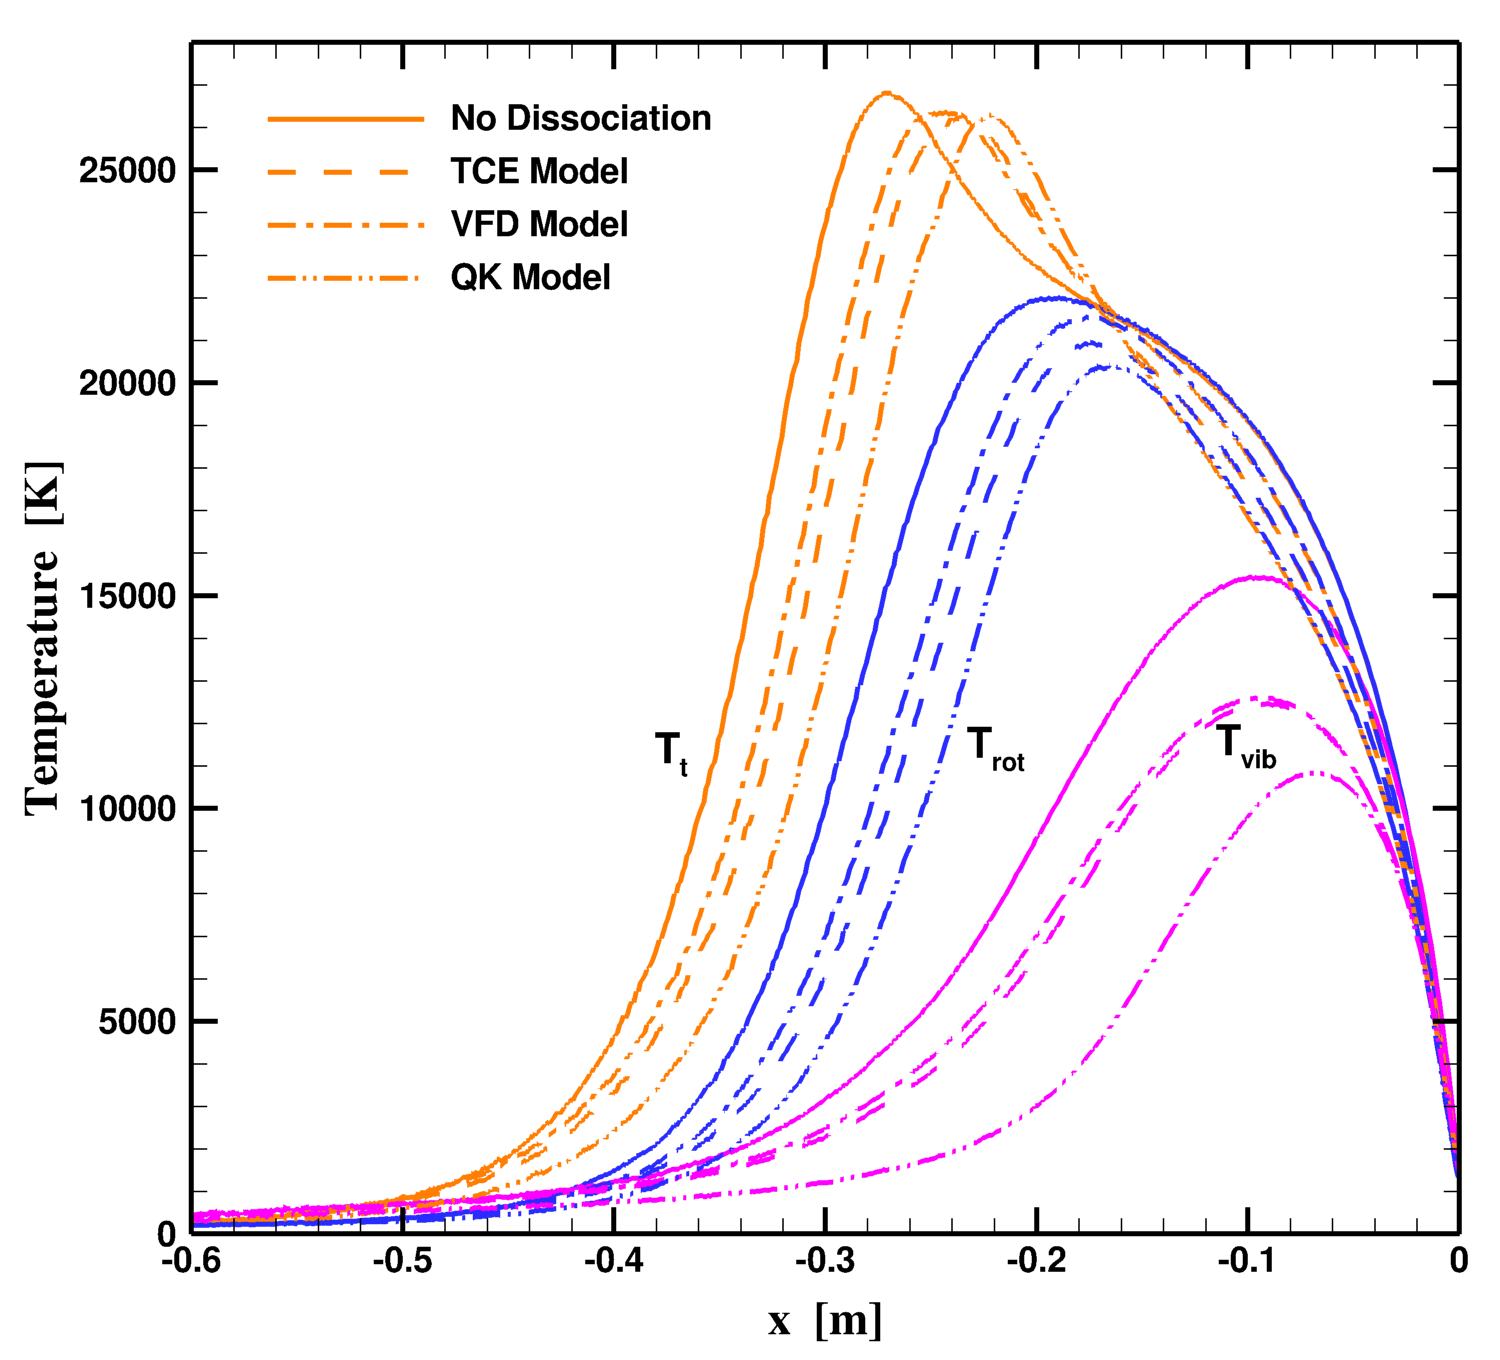 No Dissociation
TCE Model
VFD Model
QK Model
25000
20000
15000
10000
5000
0
Temperature [K]
Tt
Trot
Tvib
-0.6 -0.5 -0.4 -0.3 -0.2 -0.1 0
x [m]